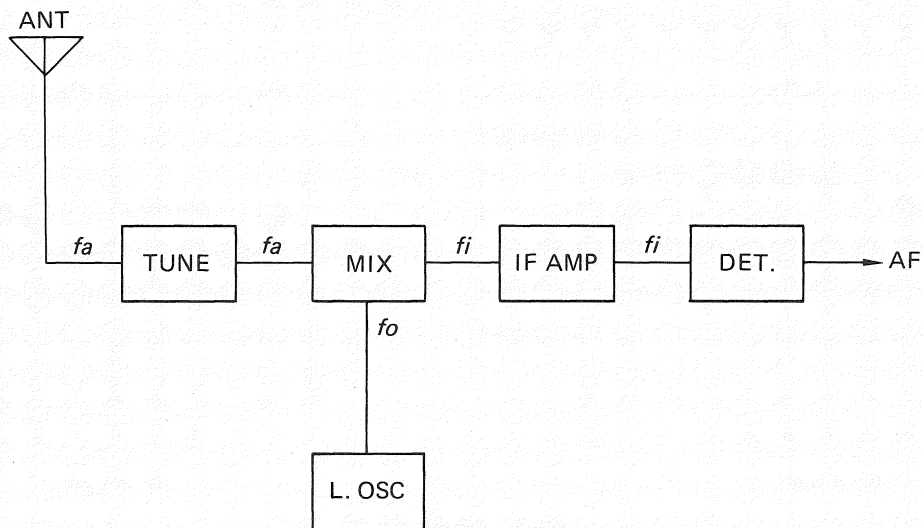 ANT
fa
TUNE
fa
MIX
fi
IF AMP
fi
DET.
AF
fo
L. OSC